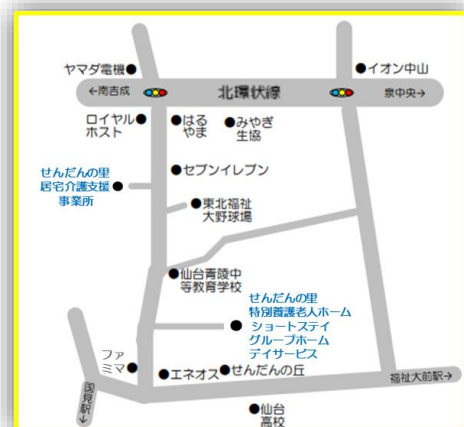 ヤマダ電機
イオン中山
←南吉成
北環状線
泉中央→
ロイヤル
ホスト
はる
やま
みやぎ
生協
セブンイレブン
せんだんの里
居宅介護支援
事業所
東北福祉
大野球場
仙台青陵中
等教育学校
せんだんの里
特別養護老人ホーム
ショートステイ
グループホーム
デイサービス
ファ
ミマ
エネオス
せんだんの丘
福祉大前駅→
国見駅→
仙台
高校